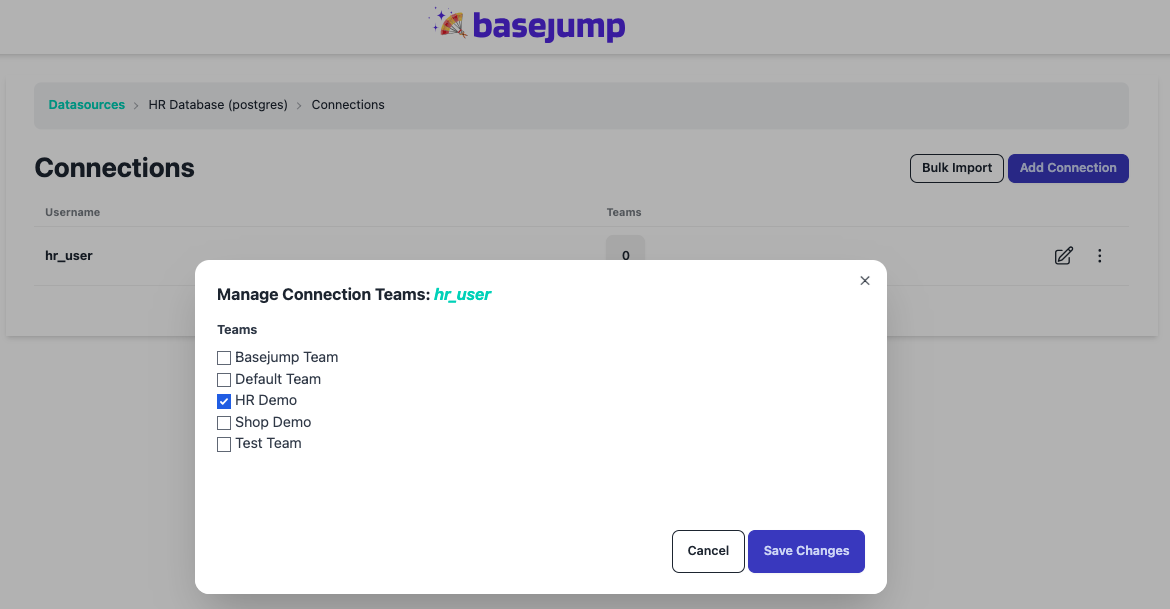 basejump
Datasources > HR Database (postgres) > Connections
Connections
Bulk Import
Add Connection
Username Teams
hr_user 0
Manage Connection Teams: hr_user
Teams
Basejump Team
Default Team
HR Demo
Shop Demo
Test Team
Cancel
Save Changes